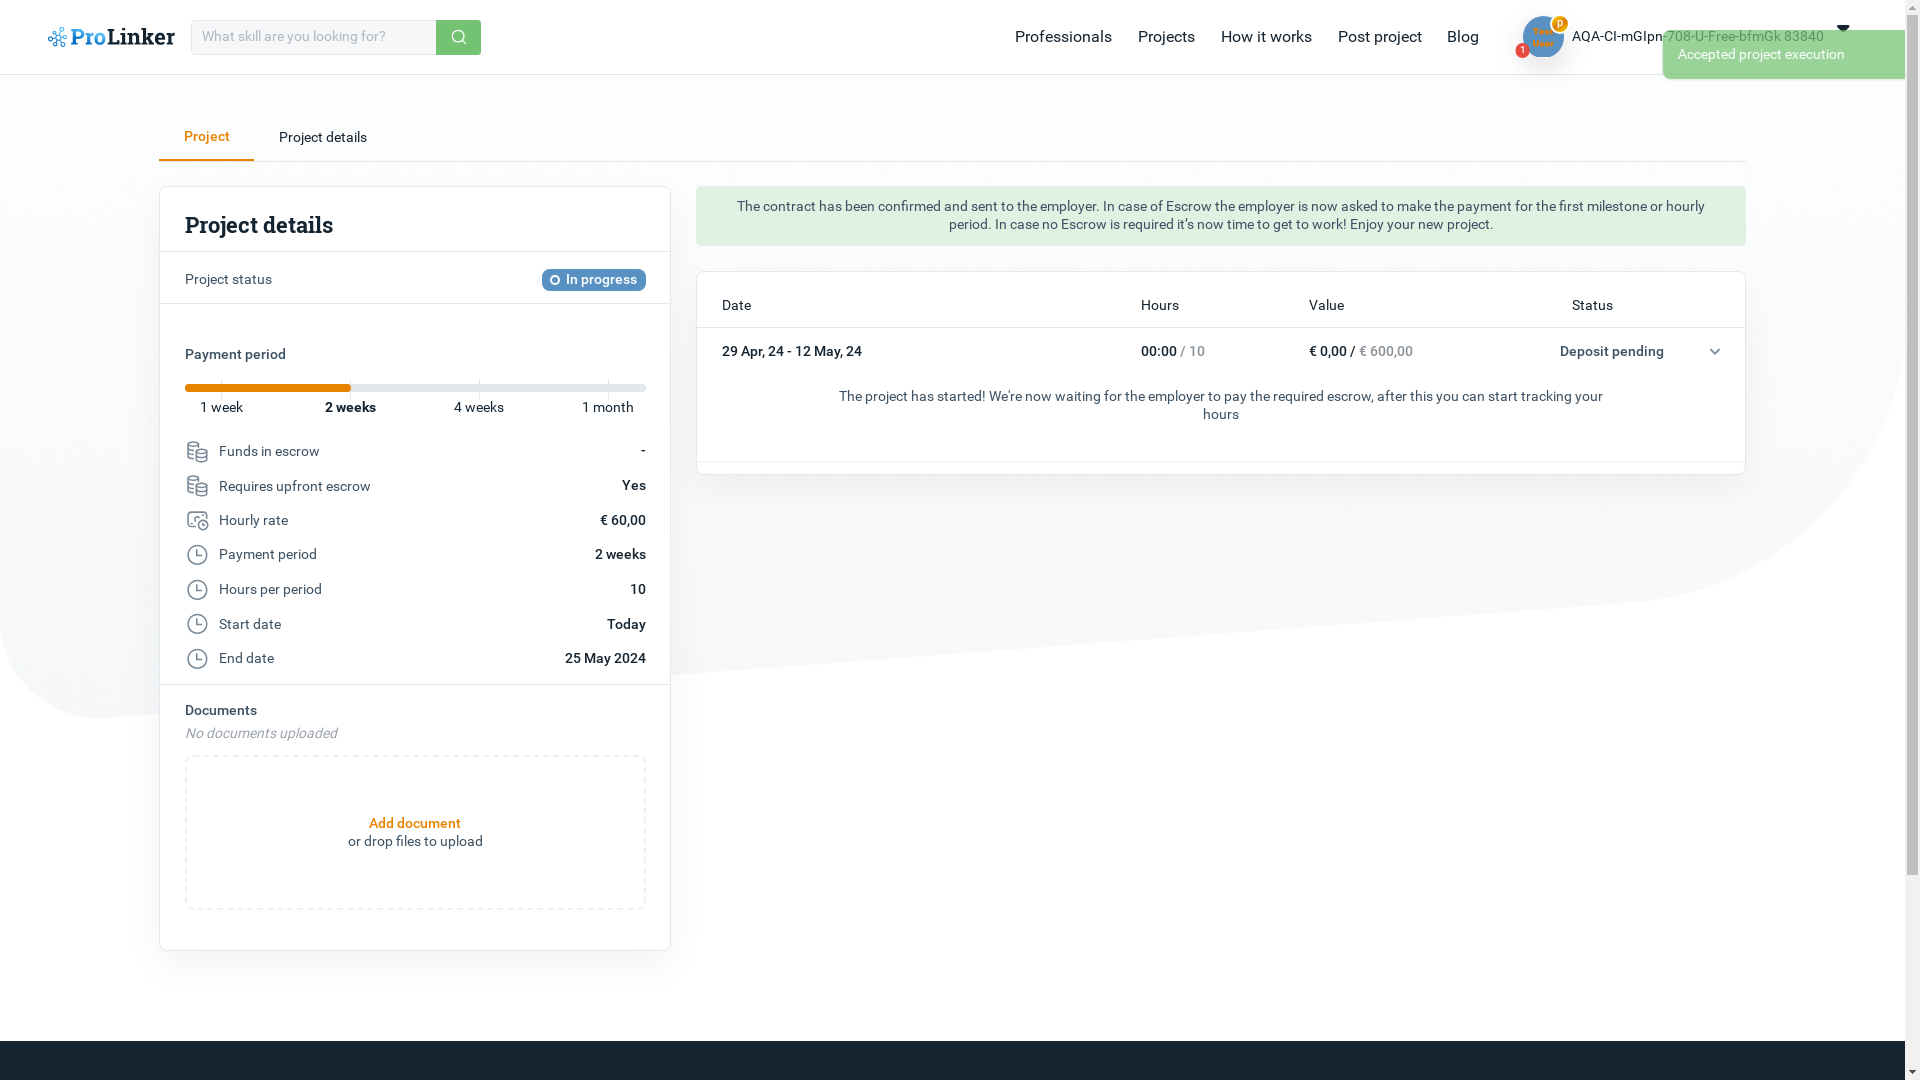 ProLinker
What skill are you looking for?
Professionals
Projects
How it works
Post project
Blog
p
1
AQA-CI-mGIpn-708-U-Free-bfmGk 83840
Accepted project execution
Project
Project details
Project details
Project status
In progress
Payment period
1 week
2 weeks
4 weeks
1 month
Funds in escrow
-
Requires upfront escrow
Yes
Hourly rate
€ 60,00
Payment period
2 weeks
Hours per period
10
Start date
Today
End date
25 May 2024
Documents
No documents uploaded
Add document
or drop files to upload
The contract has been confirmed and sent to the employer. In case of Escrow the employer is now asked to make the payment for the first milestone or hourly
period. In case no Escrow is required it’s now time to get to work! Enjoy your new project.
Date
Hours
Value
Status
29 Apr, 24 - 12 May, 24
00:00 / 10
€ 0,00 / € 600,00
Deposit pending
The project has started! We're now waiting for the employer to pay the required escrow, after this you can start tracking your
hours